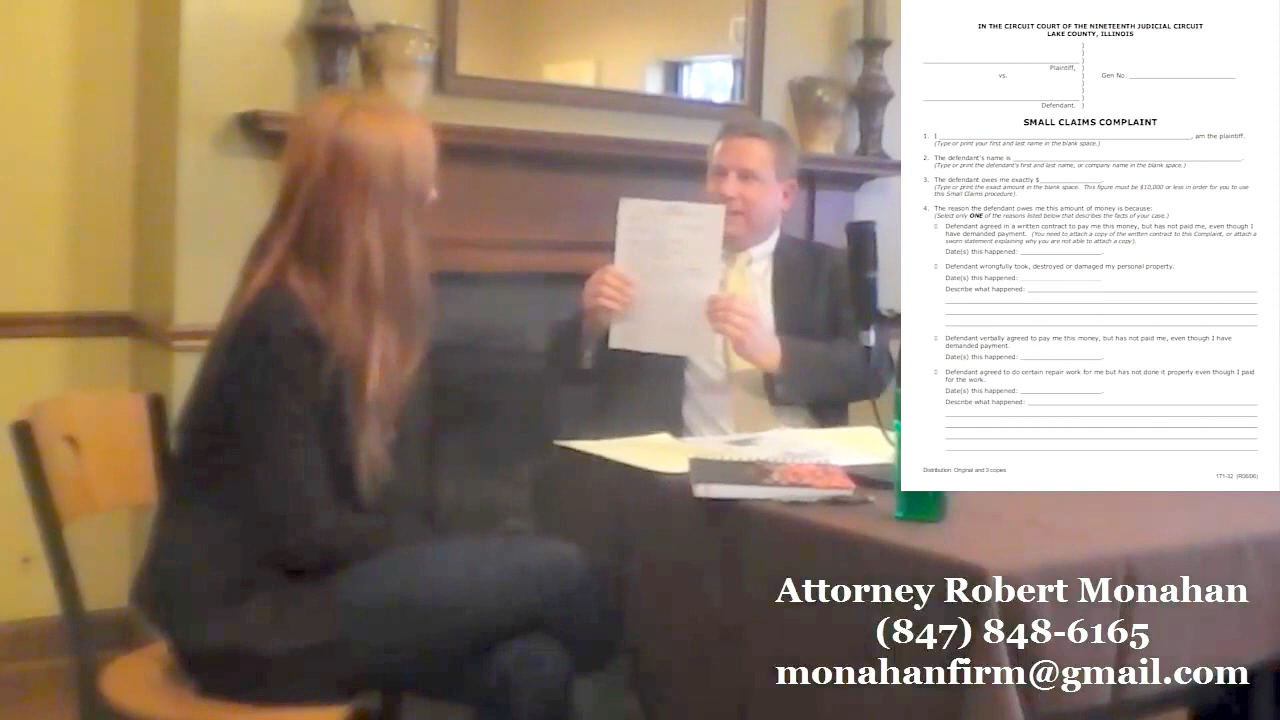 IN THE CIRCUIT COURT OF THE NINETEENTH JUDICIAL CIRCUIT
LAKE COUNTY, ILLINOIS
Plaintiff,
vs.
Gen No.
Defendant.
SMALL CLAIMS COMPLAINT
1. I , am the plaintiff.
(Type or print your first and last name in the blank space.)
2. The defendant's name is .
(Type or print the defendant's first and last name, or company name in the blank space.)
3. The defendant owes me exactly $ .
(Type or print the exact amount in the blank space. This figure must be $10,000 or less in order for you to use
this Small Claims procedure).
4. The reason the defendant owes me this amount of money is because:
(Select only ONE of the reasons listed below that describes the facts of your case.)
Defendant agreed in a written contract to pay me this money, but has not paid me, even though I
have demanded payment. (You need to attach a copy of the written contract to this Complaint, or attach a
sworn statement explaining why you are not able to attach a copy).
Date(s) this happened: .
Defendant wrongfully took, destroyed or damaged my personal property.
Date(s) this happened:
Describe what happened:
Defendant verbally agreed to pay me this money, but has not paid me, even though I have
demanded payment.
Date(s) this happened: .
Defendant agreed to do certain repair work for me but has not done it properly even though I paid
for the work.
Date(s) this happened: .
Describe what happened:
Distribution: Original and 3 copies
171-32 (R06/06)
Attorney Robert Monahan
(847) 848-6165
monahanfirm@gmail.com